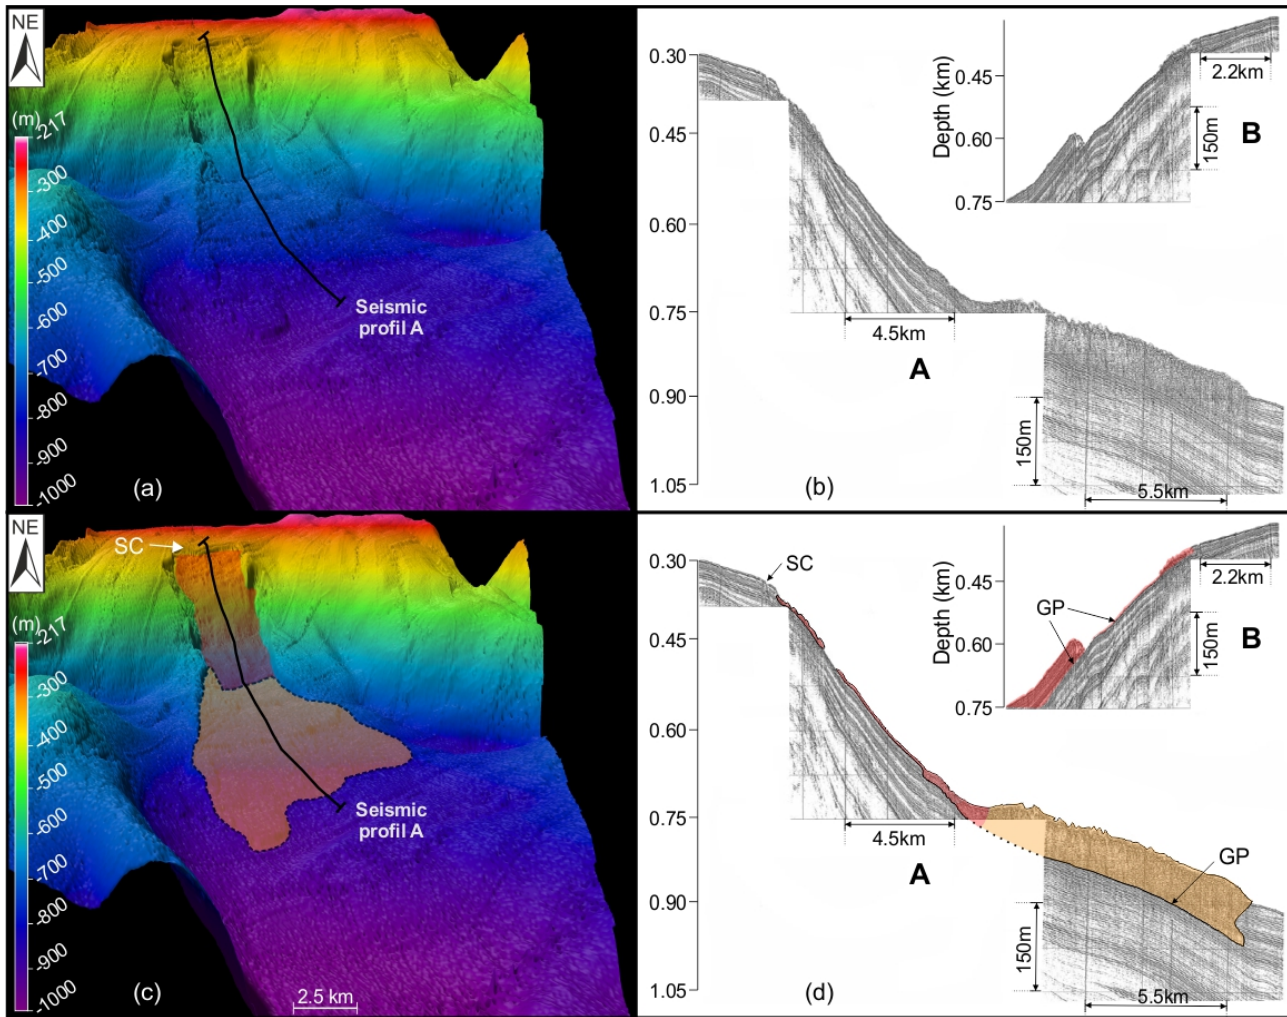 NE
(m)
-217
-300
-400
-500
-600
-700
-800
-900
-1000
Seismic
profil A
(a)
0.30
0.45
0.60
0.75
0.90
1.05
4.5km
A
150m
5.5km
(b)
Depth (km)
0.45
0.60
0.75
2.2km
150m
B
NE
SC
(m)
-217
-300
-400
-500
-600
-700
-800
-900
-1000
Seismic
profil A
(c)
2.5 km
0.30
0.45
0.60
0.75
0.90
1.05
SC
4.5km
A
GP
150m
5.5km
(d)
Depth (km)
0.45
0.60
0.75
GP
2.2km
150m
B